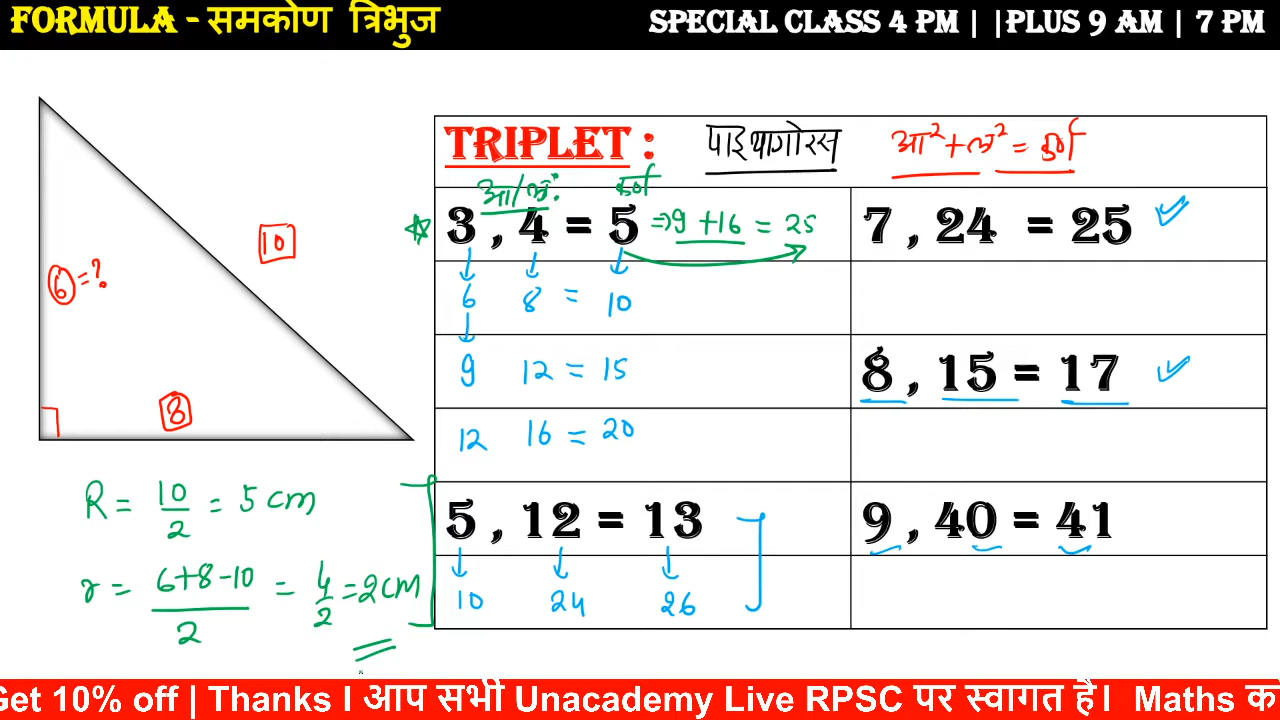 FORMULA - समकोण त्रिभुज
SPECIAL CLASS 4 PM | |PLUS 9 AM | 7 PM
TRIPLET : पाइथागोरस आ² + ल² = कर्ण
आ/ल: कर्ण
3 , 4 = 5 ⇒ 9 + 16 = 25
7 , 24 = 25
6 8 = 10
9 12 = 15
8 , 15 = 17
12 16 = 20
5 , 12 = 13
9 , 40 = 41
10 24 26
10
6 = ?
8
R = 10/2 = 5 cm
r = 6+8-10/2 = 4/2 = 2 cm
Get 10% off | Thanks I आप सभी Unacademy Live RPSC पर स्वागत है। Maths क